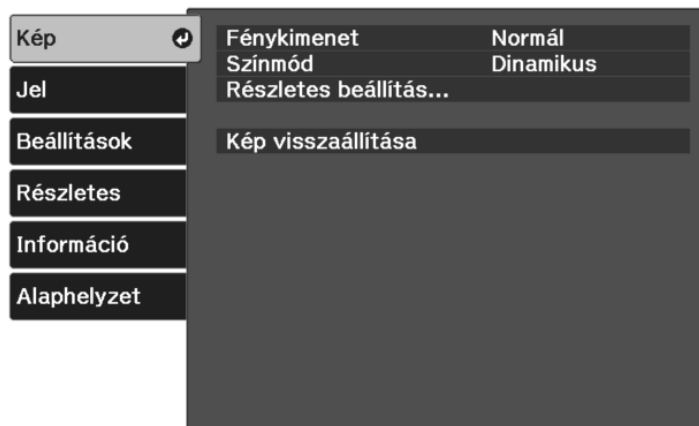 Kép
Jel
Beállítások
Részletes
Információ
Alaphelyzet
Fénykimenet Normál
Színmód Dinamikus
Részletes beállítás...
Kép visszaállítása